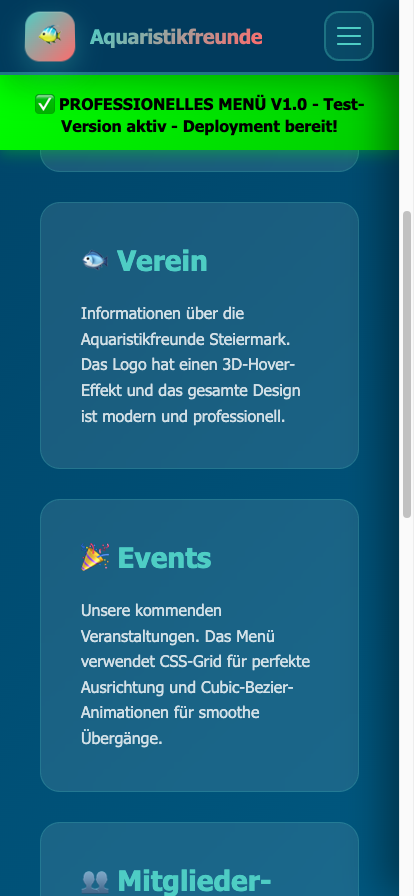 Aquaristikfreunde
✅ PROFESSIONELLES MENÜ V1.0 - Test-
Version aktiv - Deployment bereit!
🐟 Verein
Informationen über die
Aquaristikfreunde Steiermark.
Das Logo hat einen 3D-Hover-
Effekt und das gesamte Design
ist modern und professionell.
🎉 Events
Unsere kommenden
Veranstaltungen. Das Menü
verwendet CSS-Grid für perfekte
Ausrichtung und Cubic-Bezier-
Animationen für smoothe
Übergänge.
👥 Mitglieder-